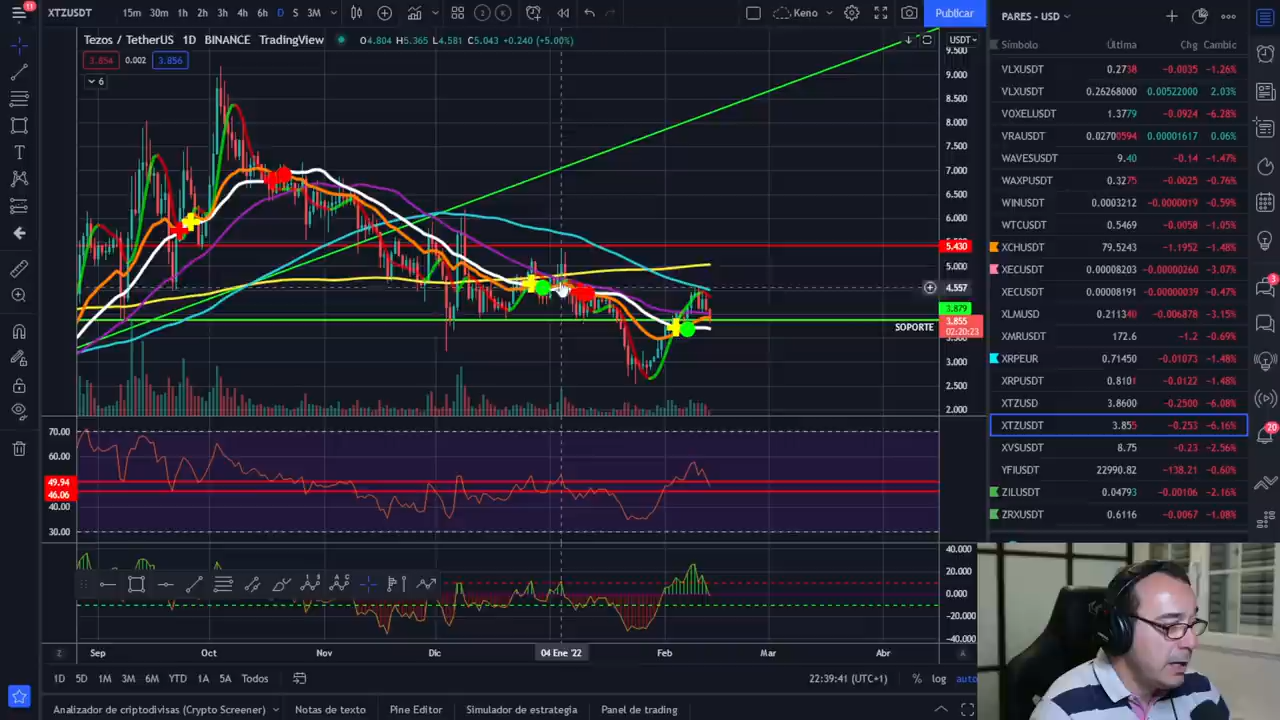 11
XTZUSDT
15m 30m 1h 2h 3h 4h 6h D S 3M
2 K
Keno
Publicar
Tezos / TetherUS 1D BINANCE TradingView
O4.804 H5.365 L4.581 C5.043 +0.240 (+5.00%)
3.854 0.002 3.856
6
USDT
9.500
9.000
8.500
8.000
7.500
7.000
6.500
6.000
5.430
5.000
4.557
3.879
3.855
02:20:23
SOPORTE
3.000
2.500
2.000
70.00
60.00
49.94
46.06
40.00
30.00
40.000
20.000
0.000
-20.000
-40.000
Z Sep Oct Nov Dic 04 Ene '22 Feb Mar Abr A
1D 5D 1M 3M 6M YTD 1A 5A Todos
22:39:41 (UTC+1) % log auto
Analizador de criptodivisas (Crypto Screener) Notas de texto Pine Editor Simulador de estrategia Panel de trading
PARES - USD
Símbolo Última Chg Cambic
VLXUSDT 0.2738 -0.0035 -1.26%
VLXUSDT 0.26268000 0.00522000 2.03%
VOXELUSDT 1.3779 -0.0924 -6.28%
VRAUSDT 0.02700594 0.00001617 0.06%
WAVESUSDT 9.40 -0.14 -1.47%
WAXPUSDT 0.3275 -0.0025 -0.76%
WINUSDT 0.0003212 -0.0000019 -0.59%
WTCUSDT 0.5469 -0.0058 -1.05%
XCHUSDT 79.5243 -1.1952 -1.48%
XECUSDT 0.00008203 -0.00000260 -3.07%
XECUSDT 0.00008191 -0.00000039 -0.47%
XLMUSD 0.211340 -0.006878 -3.15%
XMRUSDT 172.6 -1.2 -0.69%
XRPEUR 0.71450 -0.01073 -1.48%
XRPUSDT 0.8101 -0.0122 -1.48%
XTZUSD 3.8600 -0.2500 -6.08%
XTZUSDT 3.855 -0.253 -6.16%
XVSUSDT 8.75 -0.23 -2.56%
YFIUSDT 22990.82 -138.21 -0.60%
ZILUSDT 0.04793 -0.00106 -2.16%
ZRXUSDT 0.6116 -0.0067 -1.08%
3
20